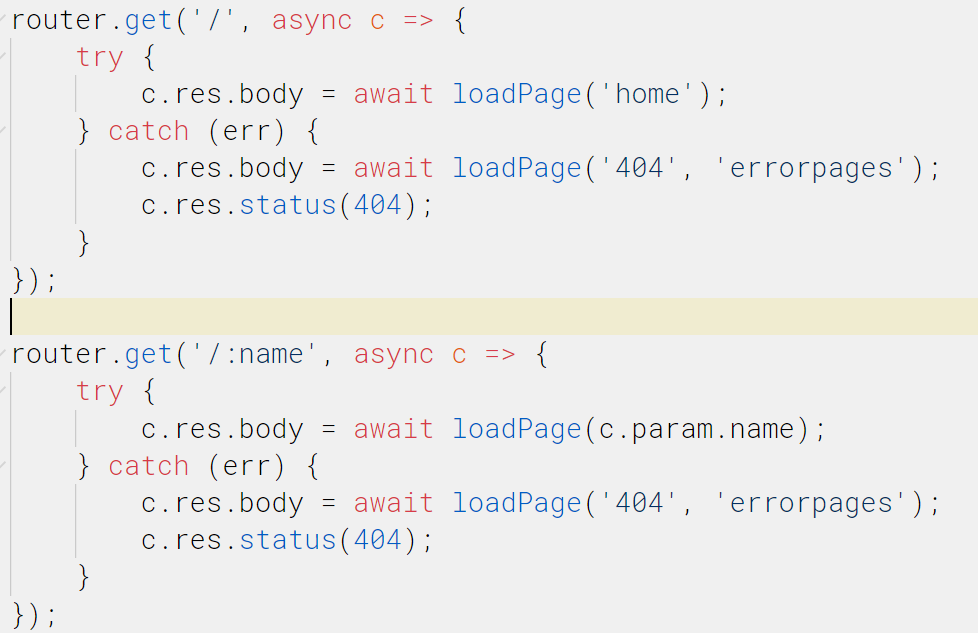 router.get('/', async c => {
    try {
        c.res.body = await loadPage('home');
    } catch (err) {
        c.res.body = await loadPage('404', 'errorpages');
        c.res.status(404);
    }
});

router.get('/:name', async c => {
    try {
        c.res.body = await loadPage(c.param.name);
    } catch (err) {
        c.res.body = await loadPage('404', 'errorpages');
        c.res.status(404);
    }
});